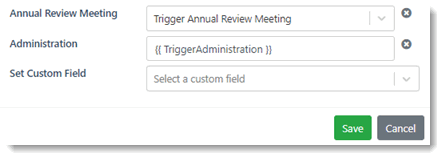 Annual Review Meeting Trigger Annual Review Meeting
Administration {{ TriggerAdministration }}
Set Custom Field Select a custom field
Save Cancel